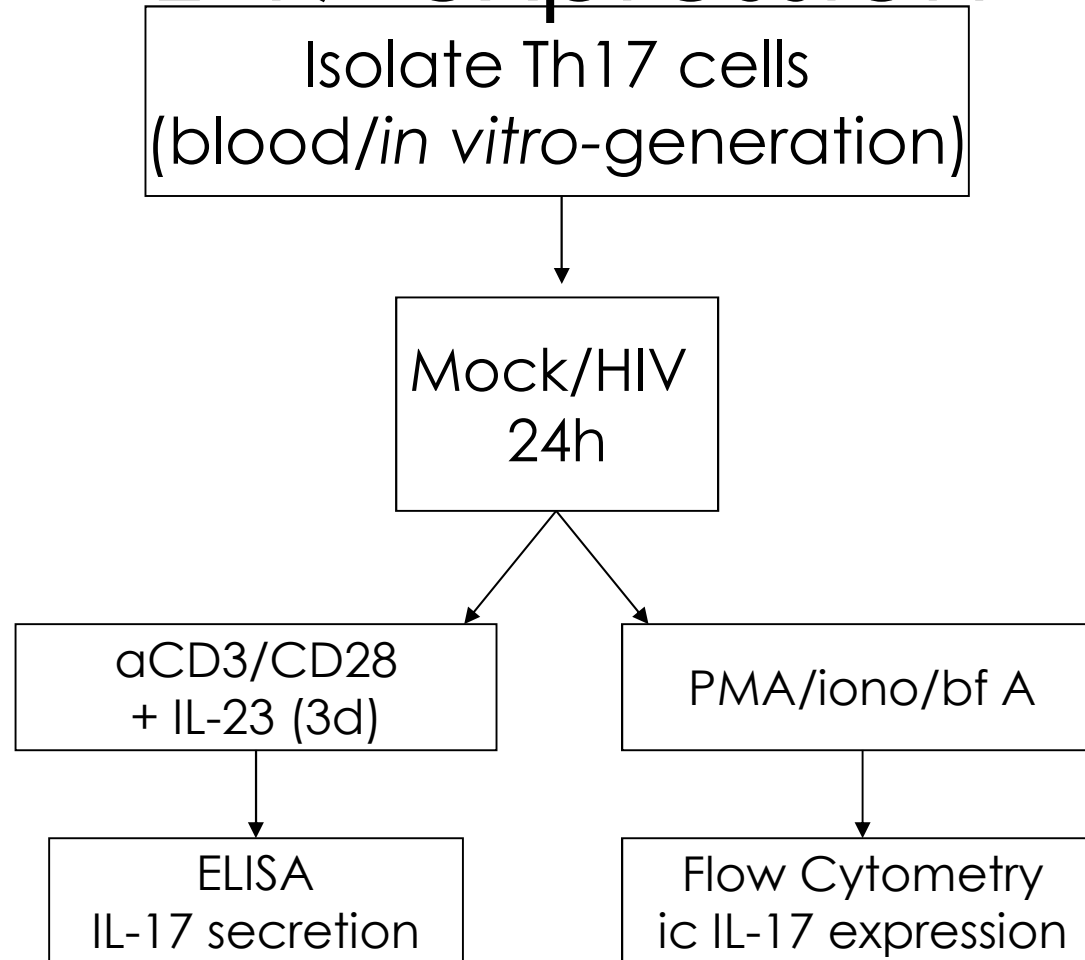 Isolate Th17 cells
(blood/in vitro-generation)
Mock/HIV
24h
aCD3/CD28
+ IL-23 (3d)
PMA/iono/bf A
ELISA
IL-17 secretion
Flow Cytometry
ic IL-17 expression